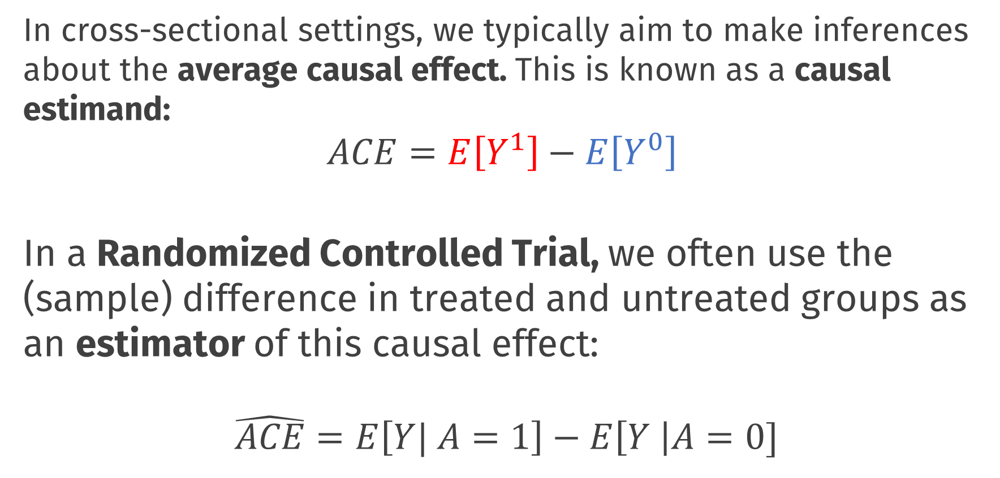 In cross-sectional settings, we typically aim to make inferences
about the average causal effect. This is known as a causal
estimand:
ACE = E[Y¹] − E[Y⁰]
In a Randomized Controlled Trial, we often use the
(sample) difference in treated and untreated groups as
an estimator of this causal effect:
\widehat{ACE} = E[Y| A = 1] − E[Y |A = 0]